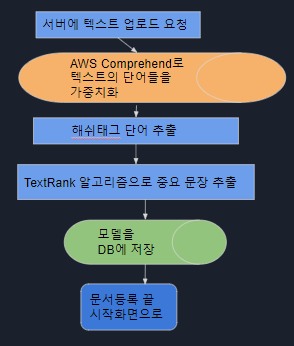 서버에 텍스트 업로드 요청
AWS Comprehend로
텍스트의 단어들을
가중치화
해쉬태그 단어 추출
TextRank 알고리즘으로 중요 문장 추출
모델을
DB에 저장
문서등록 끝
시작화면으로